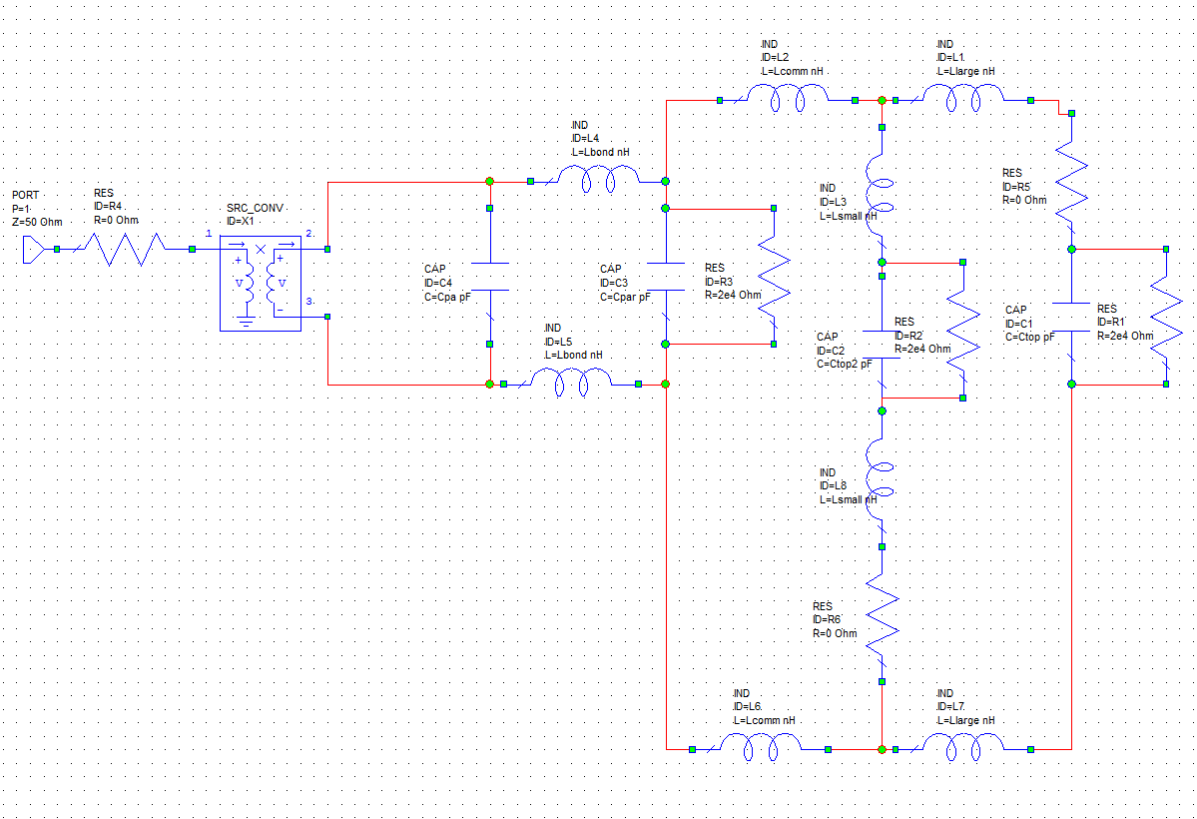 IND
ID=L2
L=Lcomm nH
IND
ID=L1
L=Llarge nH
IND
ID=L4
L=Lbond nH
RES
ID=R5
R=0 Ohm
PORT
P=1
Z=50 Ohm
RES
ID=R4
R=0 Ohm
SRC_CONV
ID=X1
1
2
3
+
V
+
V
-
IND
ID=L3
L=Lsmall nH
CAP
ID=C4
C=Cpa pF
CAP
ID=C3
C=Cpar pF
RES
ID=R3
R=2e4 Ohm
CAP
ID=C1
C=Ctop pF
RES
ID=R1
R=2e4 Ohm
IND
ID=L5
L=Lbond nH
CAP
ID=C2
C=Ctop2 pF
RES
ID=R2
R=2e4 Ohm
IND
ID=L8
L=Lsmall nH
RES
ID=R6
R=0 Ohm
IND
ID=L6
L=Lcomm nH
IND
ID=L7
L=Llarge nH